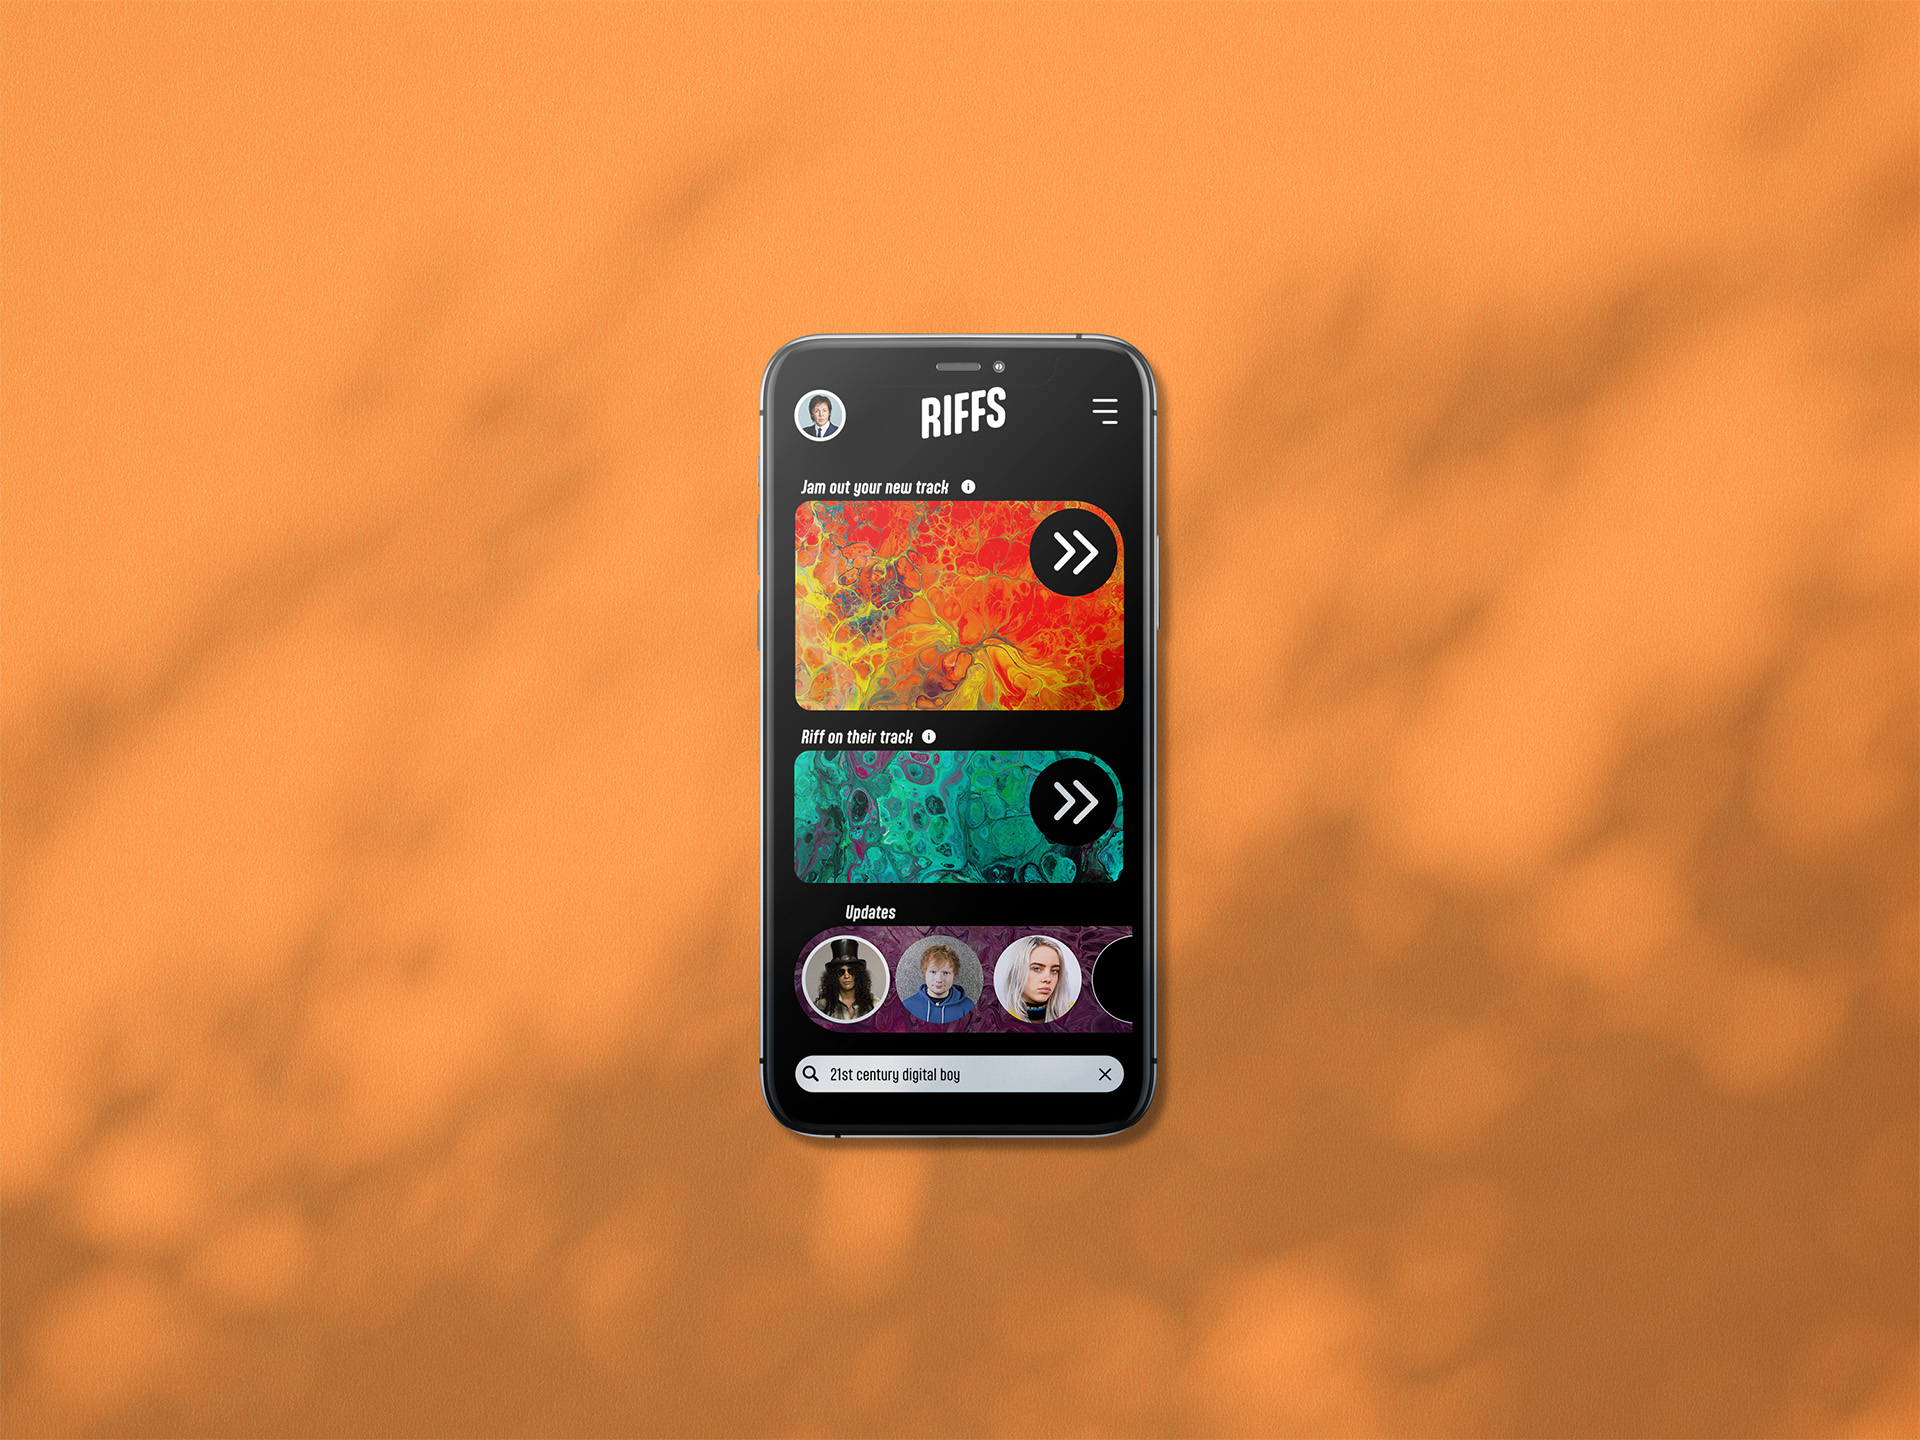 RIFFS
Jam out your new track
Riff on their track
Updates
21st century digital boy